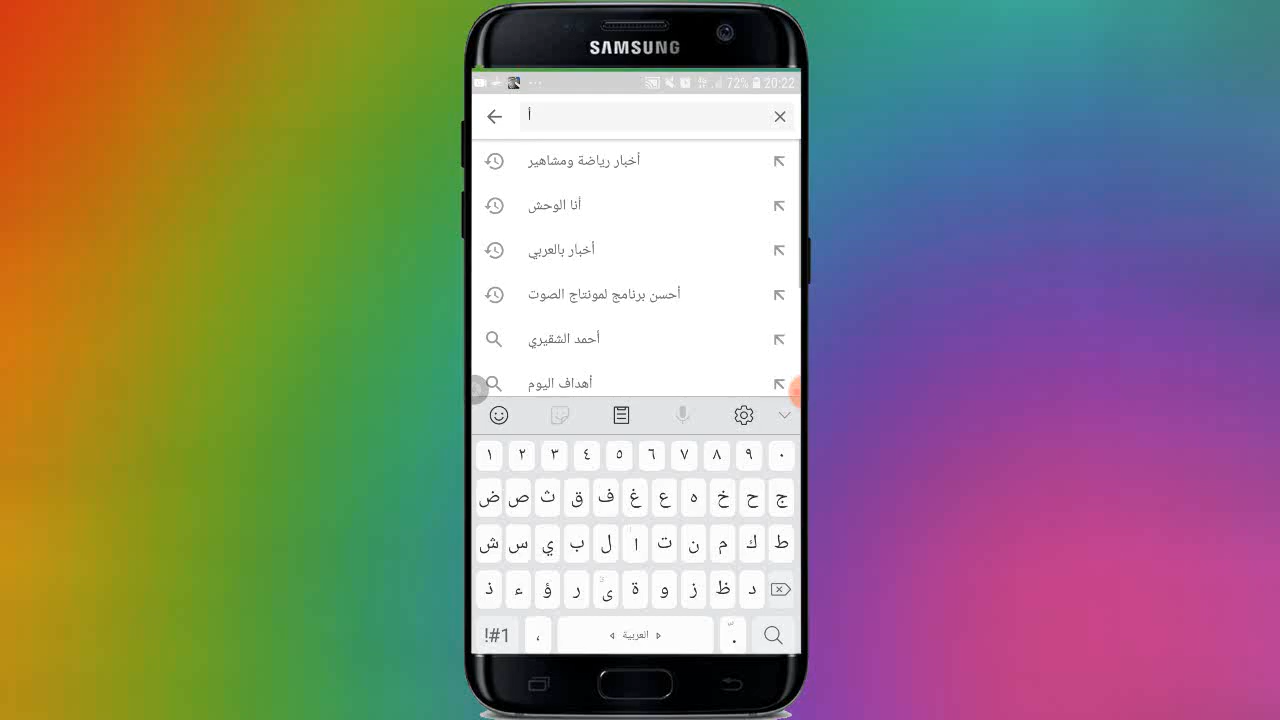 SAMSUNG
72% 20:22
أ
أخبار رياضة ومشاهير
أنا الوحش
أخبار بالعربي
أحسن برنامج لمونتاج الصوت
أحمد الشقيري
أهداف اليوم
١ ٢ ٣ ٤ ٥ ٦ ٧ ٨ ٩ ٠
ض ص ث ق ف غ ع ه خ ح ج
ش س ي ب ل ا ت ن م ك ط
ذ ء ؤ ر ى ة و ز ظ د
!#1 ، العربية .